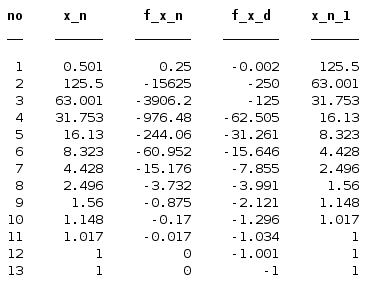 no x_n f_x_n f_x_d x_n_1
1 0.501 0.25 -0.002 125.5
2 125.5 -15625 -250 63.001
3 63.001 -3906.2 -125 31.753
4 31.753 -976.48 -62.505 16.13
5 16.13 -244.06 -31.261 8.323
6 8.323 -60.952 -15.646 4.428
7 4.428 -15.176 -7.855 2.496
8 2.496 -3.732 -3.991 1.56
9 1.56 -0.875 -2.121 1.148
10 1.148 -0.17 -1.296 1.017
11 1.017 -0.017 -1.034 1
12 1 0 -1.001 1
13 1 0 -1 1